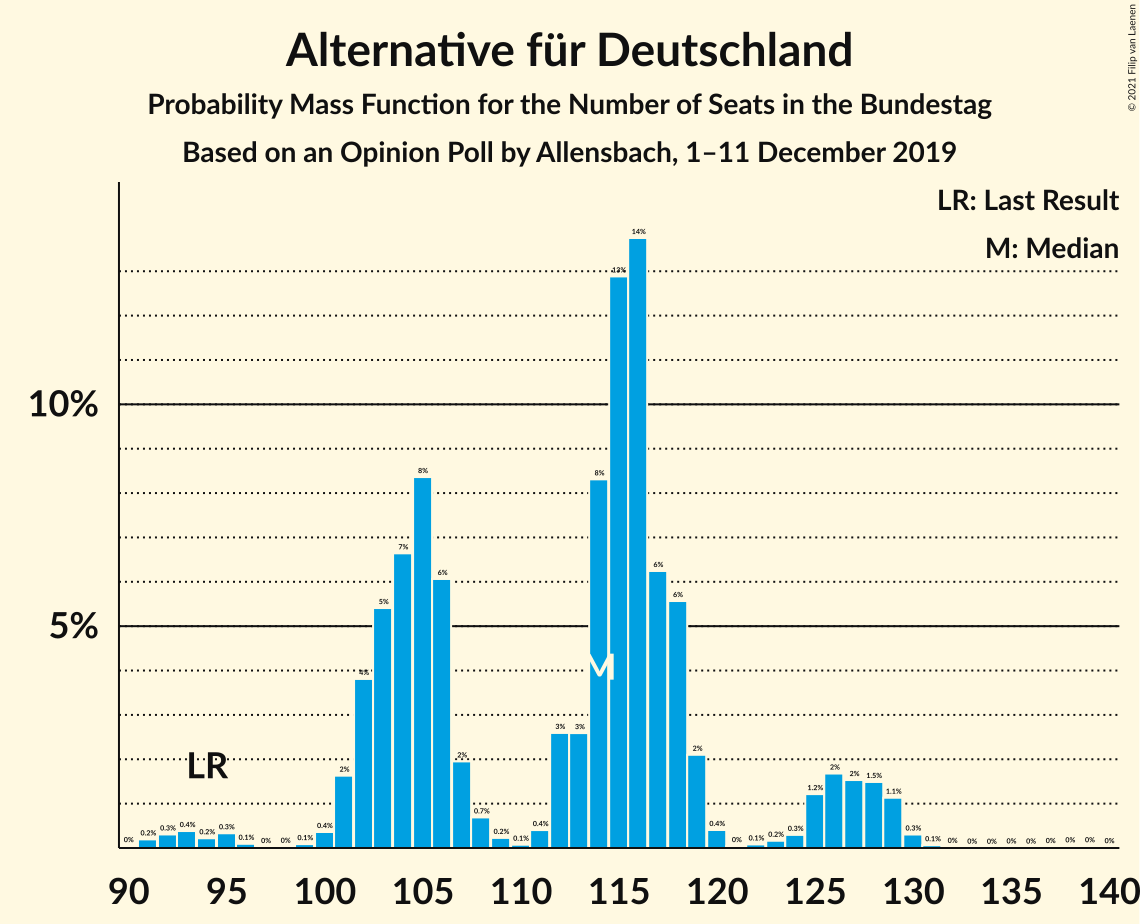 Alternative für Deutschland
Probability Mass Function for the Number of Seats in the Bundestag
Based on an Opinion Poll by Allensbach, 1–11 December 2019
© 2021 Filip van Laenen
LR: Last Result
M: Median
10%
5%
LR
M
0% 0.2% 0.3% 0.4% 0.2% 0.3% 0.1% 0% 0% 0.1% 0.4% 2% 4% 5% 7% 8% 6% 2% 0.7% 0.2% 0.1% 0.4% 3% 3% 8% 13% 14% 6% 6% 2% 0.4% 0% 0.1% 0.2% 0.3% 1.2% 2% 2% 1.5% 1.1% 0.3% 0.1% 0% 0% 0% 0% 0% 0% 0% 0% 0%
90 95 100 105 110 115 120 125 130 135 140